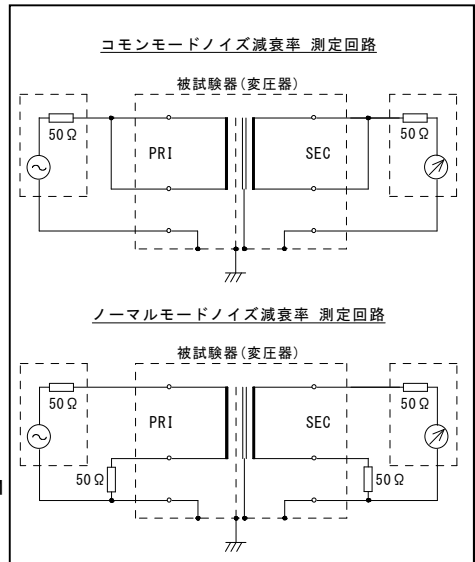 コモンモードノイズ減衰率 測定回路
被試験器(変圧器)
50Ω
50Ω
PRI
SEC
ノーマルモードノイズ減衰率 測定回路
被試験器(変圧器)
50Ω
50Ω
PRI
SEC
50Ω
50Ω